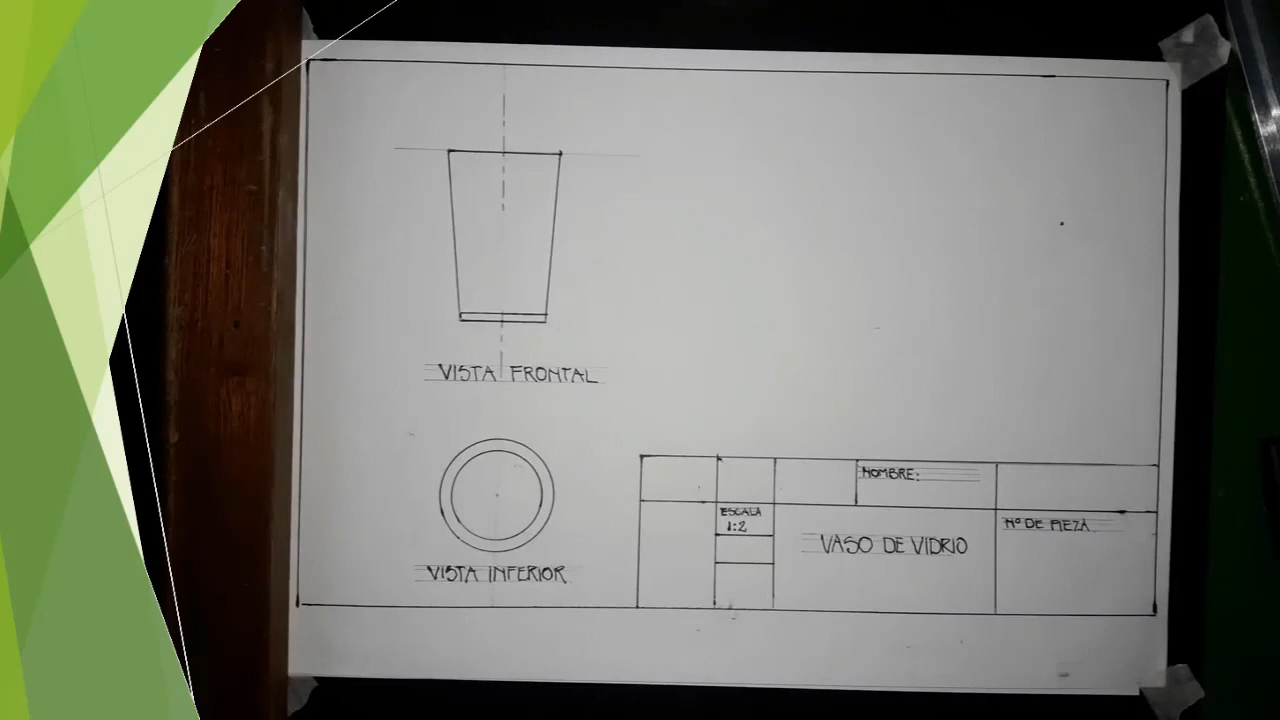 VISTA FRONTAL
VISTA INFERIOR
NOMBRE:
ESCALA
1:2
VASO DE VIDRIO
Nº DE PIEZA